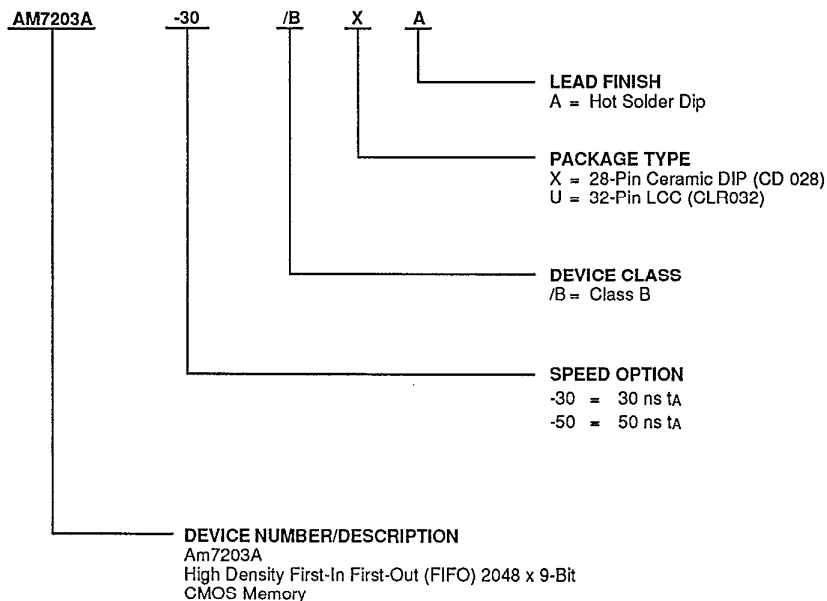 AM7203A -30 /B X A
LEAD FINISH
A = Hot Solder Dip
PACKAGE TYPE
X = 28-Pin Ceramic DIP (CD 028)
U = 32-Pin LCC (CLR032)
DEVICE CLASS
/B = Class B
SPEED OPTION
-30 = 30 ns tA
-50 = 50 ns tA
DEVICE NUMBER/DESCRIPTION
Am7203A
High Density First-In First-Out (FIFO) 2048 x 9-Bit
CMOS Memory